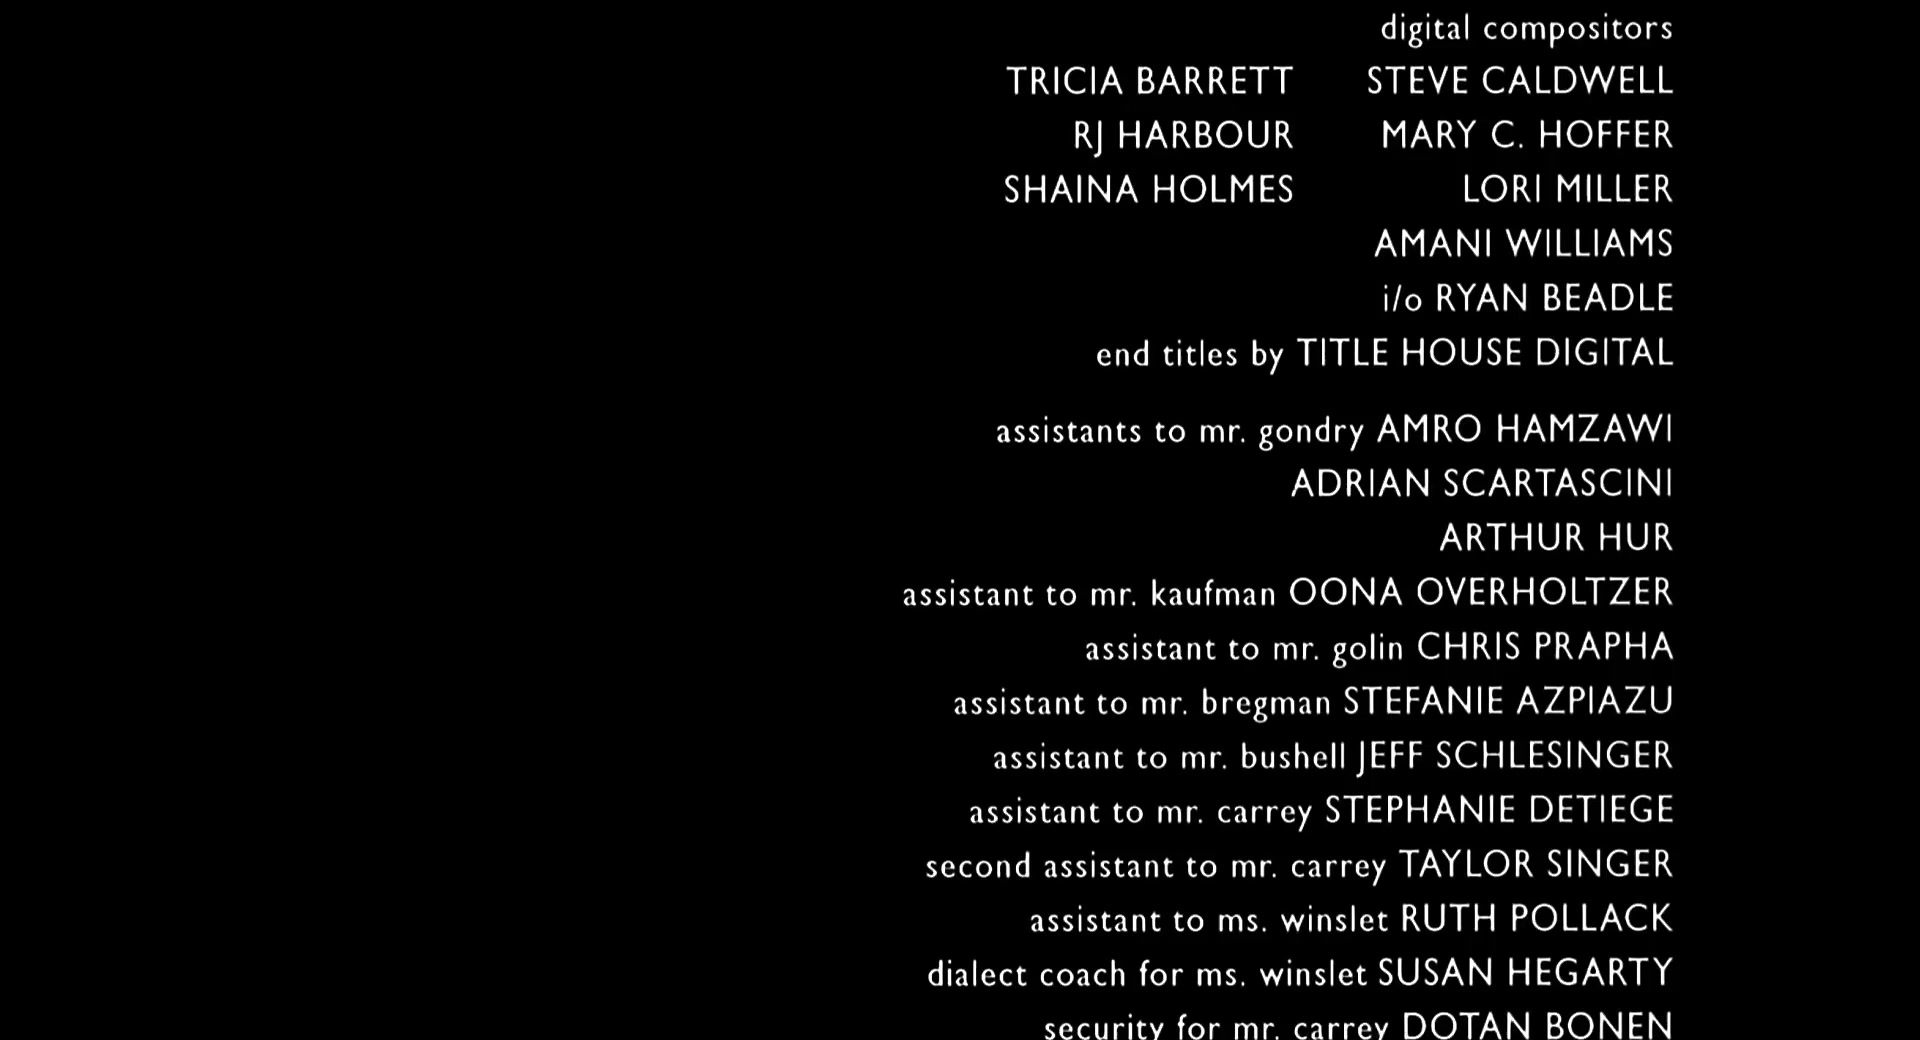 digital compositors
TRICIA BARRETT STEVE CALDWELL
RJ HARBOUR MARY C. HOFFER
SHAINA HOLMES LORI MILLER
AMANI WILLIAMS
i/o RYAN BEADLE
end titles by TITLE HOUSE DIGITAL
assistants to mr. gondry AMRO HAMZAWI
ADRIAN SCARTASCINI
ARTHUR HUR
assistant to mr. kaufman OONA OVERHOLTZER
assistant to mr. golin CHRIS PRAPHA
assistant to mr. bregman STEFANIE AZPIAZU
assistant to mr. bushell JEFF SCHLESINGER
assistant to mr. carrey STEPHANIE DETIEGE
second assistant to mr. carrey TAYLOR SINGER
assistant to ms. winslet RUTH POLLACK
dialect coach for ms. winslet SUSAN HEGARTY
security for mr. carrey DOTAN BONEN